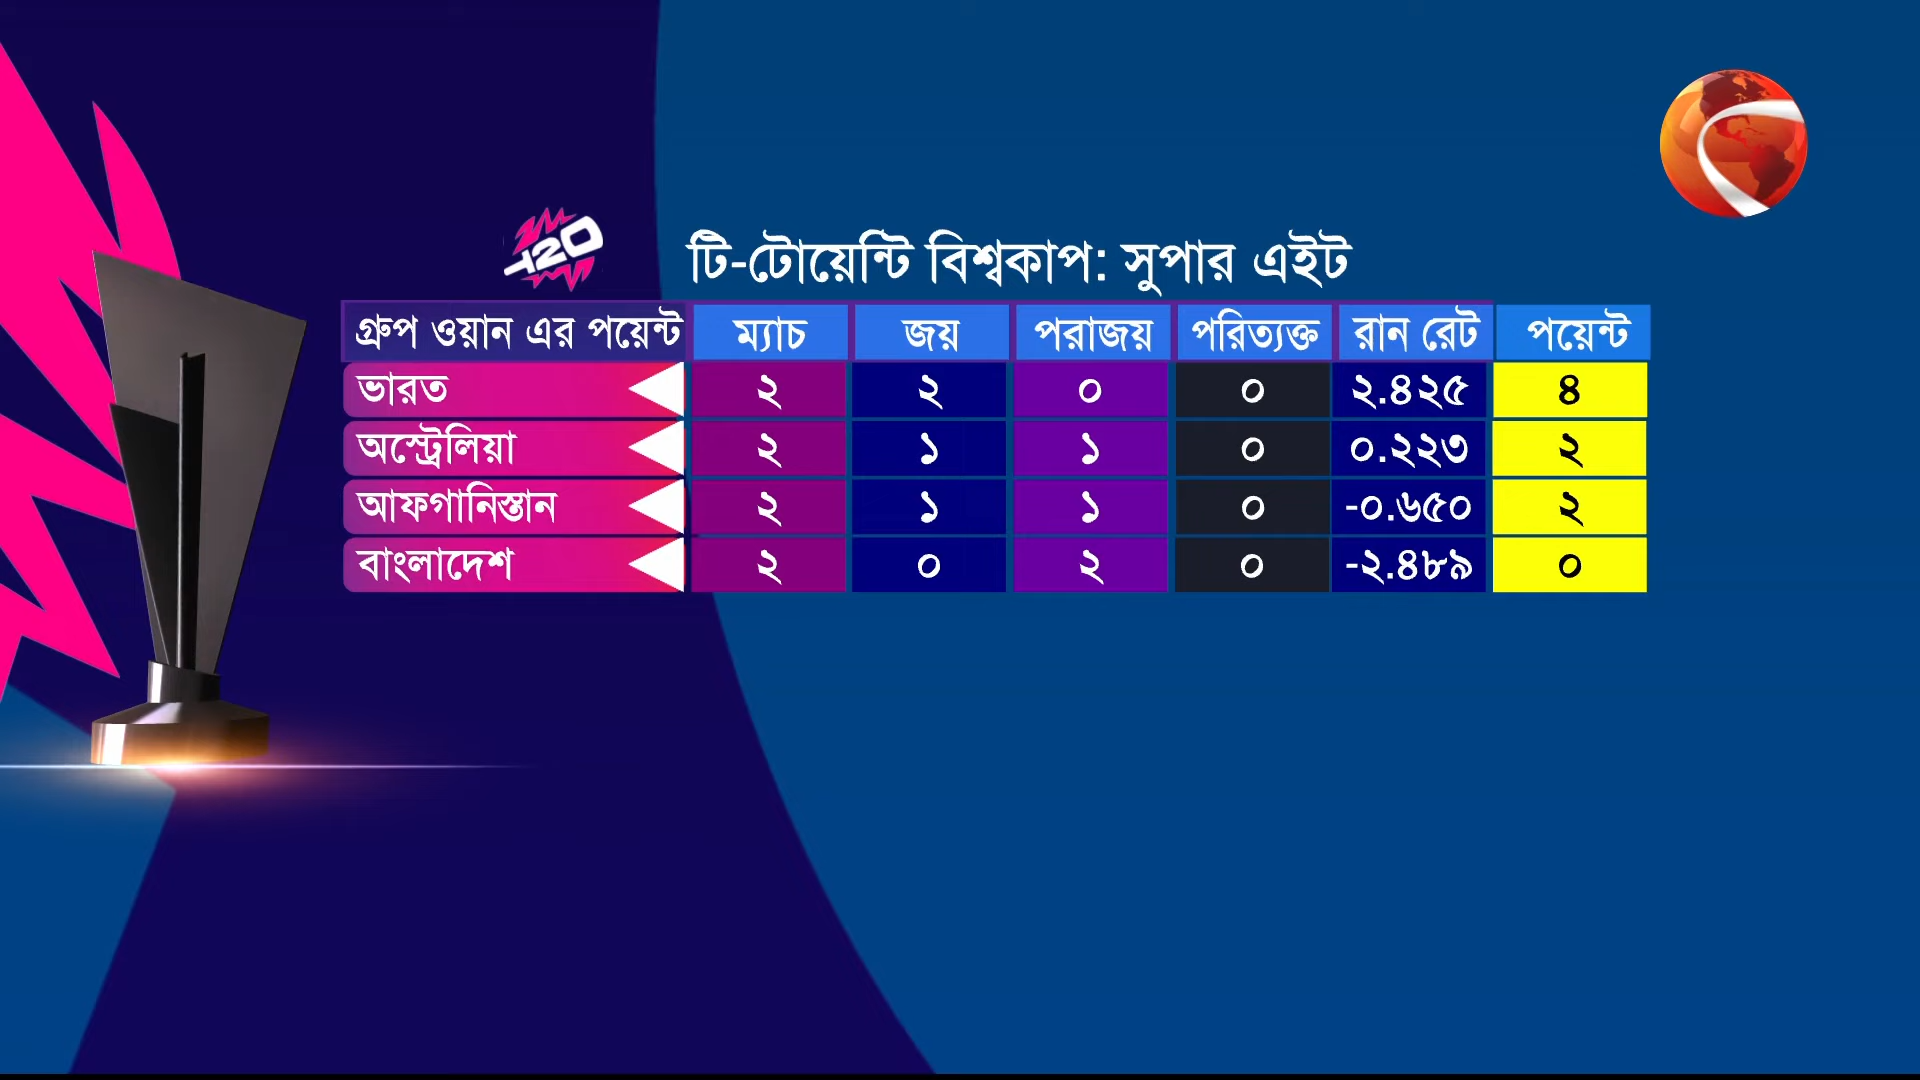 T20
টি-টোয়েন্টি বিশ্বকাপ: সুপার এইট
গ্রুপ ওয়ান এর পয়েন্ট ম্যাচ জয় পরাজয় পরিত্যক্ত রান রেট পয়েন্ট
ভারত ২ ২ ০ ০ ২.৪২৫ ৪
অস্ট্রেলিয়া ২ ১ ১ ০ ০.২২৩ ২
আফগানিস্তান ২ ১ ১ ০ -০.৬৫০ ২
বাংলাদেশ ২ ০ ২ ০ -২.৪৮৯ ০